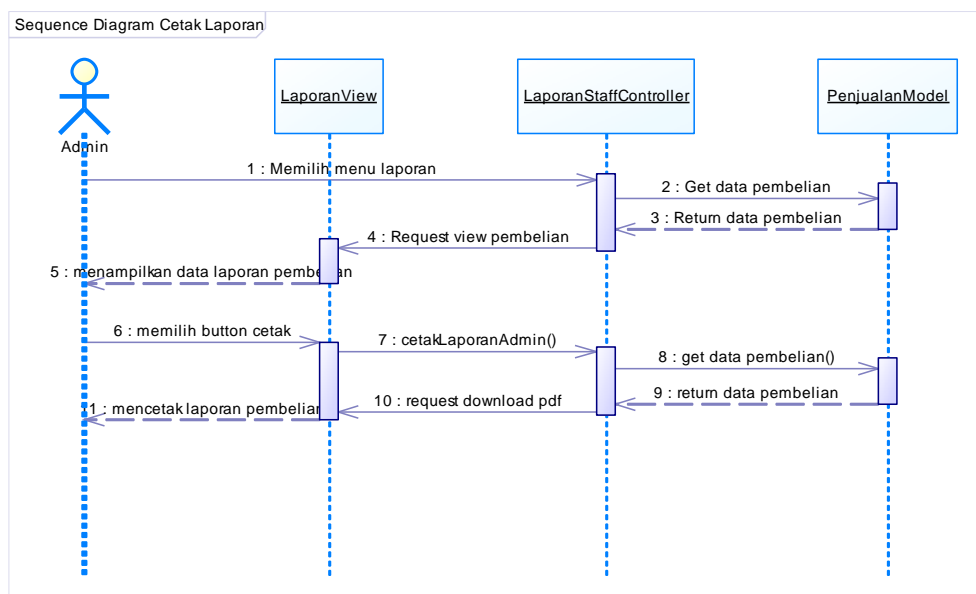 Sequence Diagram Cetak Laporan
LaporanView
LaporanStaffController
PenjualanModel
Admin
1 : Memilih menu laporan
2 : Get data pembelian
3 : Return data pembelian
4 : Request view pembelian
5 : menampilkan data laporan pembelian
6 : memilih button cetak
7 : cetakLaporanAdmin()
8 : get data pembelian()
9 : return data pembelian
10 : request download pdf
11 : mencetak laporan pembelian